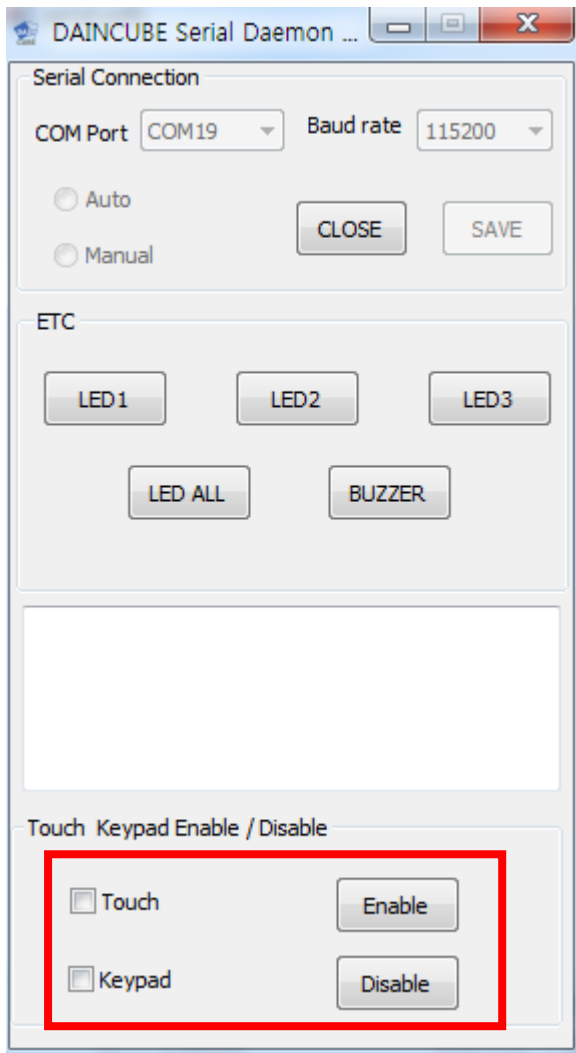 DAINCUBE Serial Daemon ...
Serial Connection
COM Port COM19 Baud rate 115200
Auto
Manual
CLOSE SAVE
ETC
LED1 LED2 LED3
LED ALL BUZZER
Touch Keypad Enable / Disable
Touch Enable
Keypad Disable